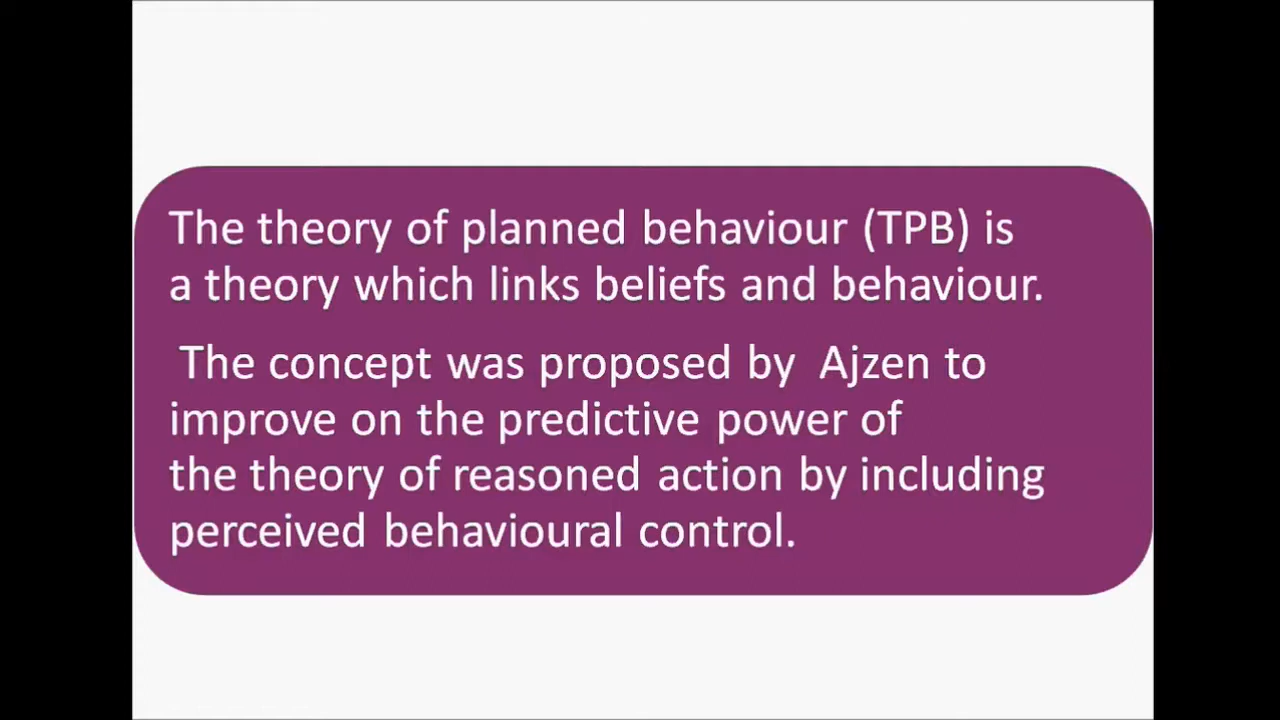 The theory of planned behaviour (TPB) is
a theory which links beliefs and behaviour.
The concept was proposed by Ajzen to
improve on the predictive power of
the theory of reasoned action by including
perceived behavioural control.